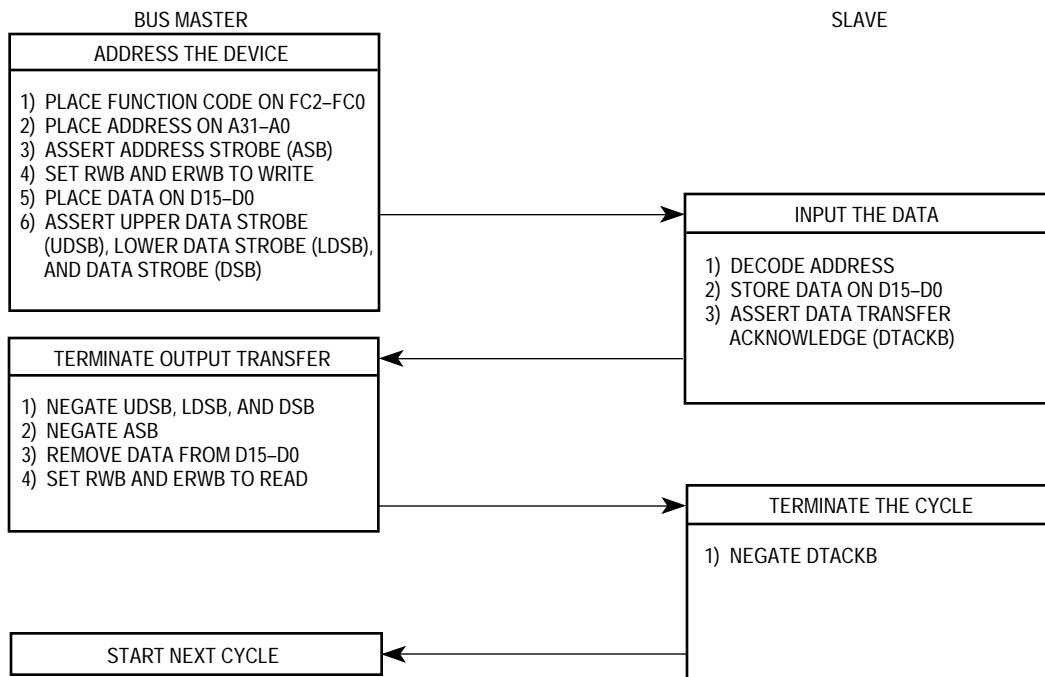 BUS MASTER
SLAVE
ADDRESS THE DEVICE
1) PLACE FUNCTION CODE ON FC2–FC0
2) PLACE ADDRESS ON A31–A0
3) ASSERT ADDRESS STROBE (ASB)
4) SET RWB AND ERWB TO WRITE
5) PLACE DATA ON D15–D0
6) ASSERT UPPER DATA STROBE
(UDSB), LOWER DATA STROBE (LDSB),
AND DATA STROBE (DSB)
INPUT THE DATA
1) DECODE ADDRESS
2) STORE DATA ON D15–D0
3) ASSERT DATA TRANSFER
ACKNOWLEDGE (DTACKB)
TERMINATE OUTPUT TRANSFER
1) NEGATE UDSB, LDSB, AND DSB
2) NEGATE ASB
3) REMOVE DATA FROM D15–D0
4) SET RWB AND ERWB TO READ
TERMINATE THE CYCLE
1) NEGATE DTACKB
START NEXT CYCLE